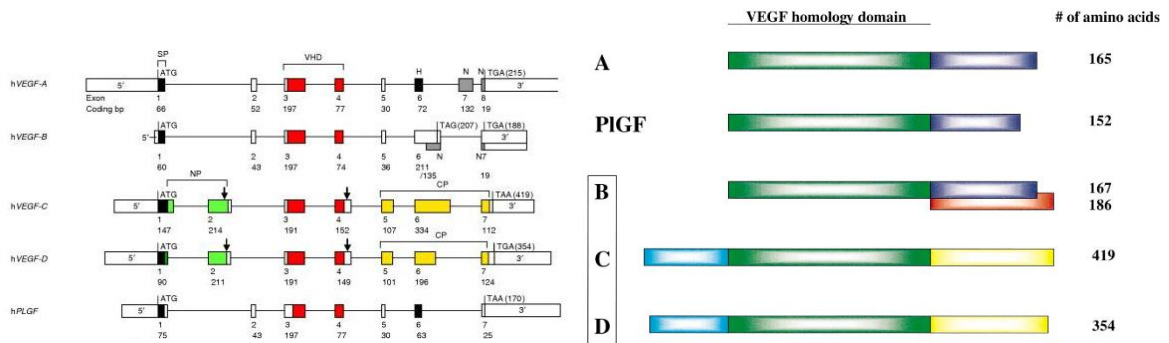 SP
ATG
VHD
H
N
N
TGA(215)
hVEGF-A
5′
3′
Exon
1
2
3
4
5
6
7
8
Coding bp
66
52
197
77
30
72
132
19
ATG
TAG(207)
TGA(188)
hVEGF-B
5′
3′
N
N7
1
2
3
4
5
6
60
43
197
74
36
211
/135
19
NP
CP
ATG
TAA(419)
hVEGF-C
5′
3′
1
2
3
4
5
6
7
147
214
191
152
107
334
112
CP
ATG
TGA(354)
hVEGF-D
5′
3′
1
2
3
4
5
6
7
90
211
191
149
101
196
124
ATG
TAA(170)
hPLGF
5′
3′
1
2
3
4
5
6
7
75
43
197
77
30
63
25
VEGF homology domain
# of amino acids
A
165
PlGF
152
B
167
186
C
419
D
354